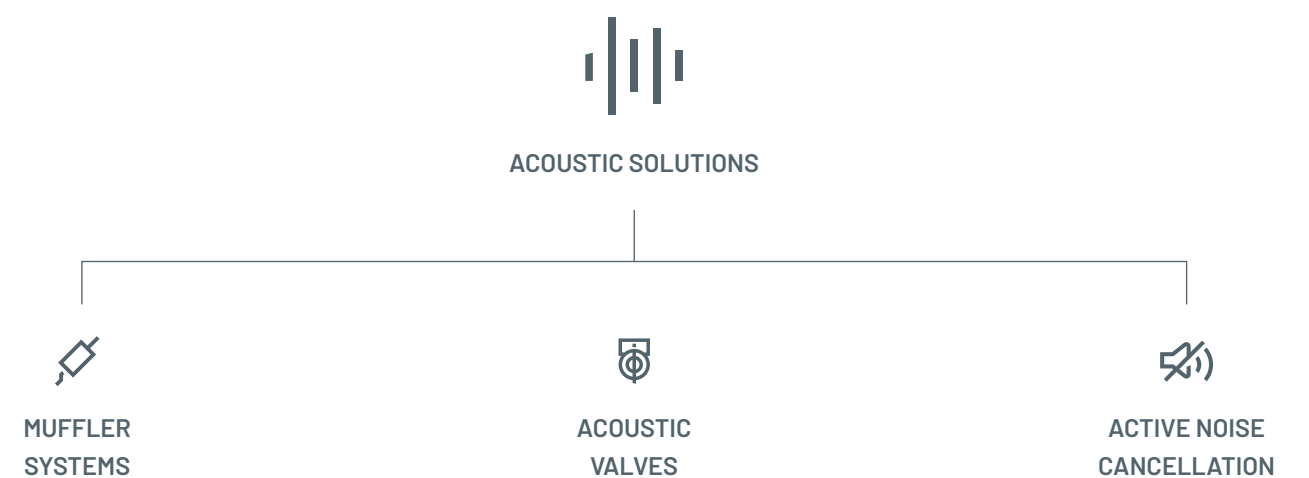 ACOUSTIC SOLUTIONS
MUFFLER
SYSTEMS
ACOUSTIC
VALVES
ACTIVE NOISE
CANCELLATION